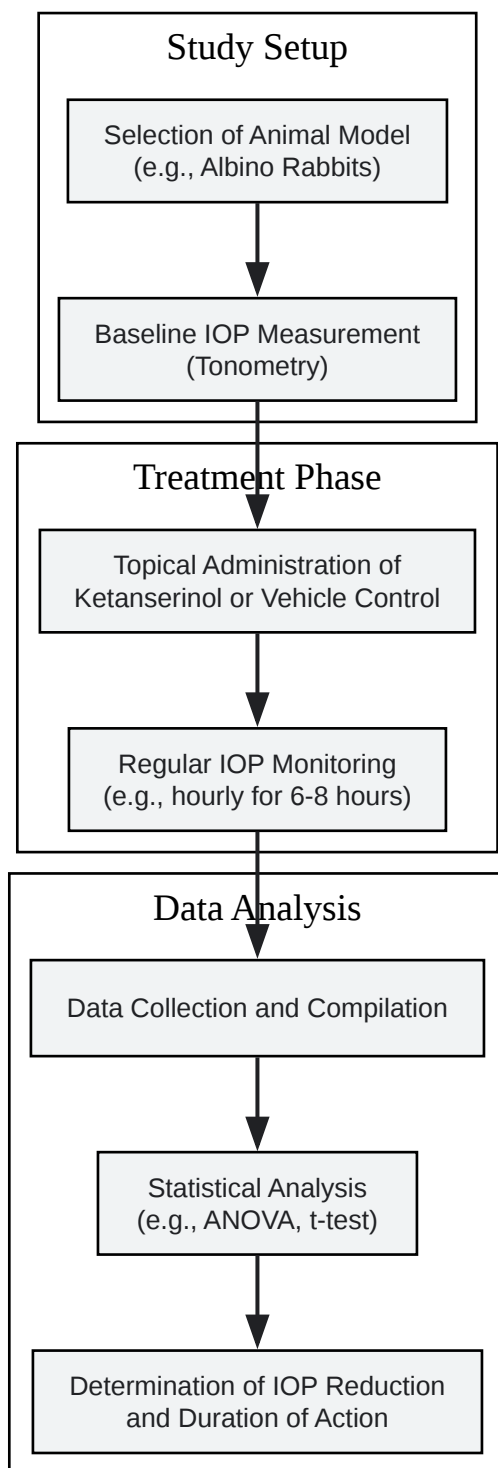 Study Setup
Selection of Animal Model
(e.g., Albino Rabbits)
Baseline IOP Measurement
(Tonometry)
Treatment Phase
Topical Administration of
Ketanserinol or Vehicle Control
Regular IOP Monitoring
(e.g., hourly for 6-8 hours)
Data Analysis
Data Collection and Compilation
Statistical Analysis
(e.g., ANOVA, t-test)
Determination of IOP Reduction
and Duration of Action